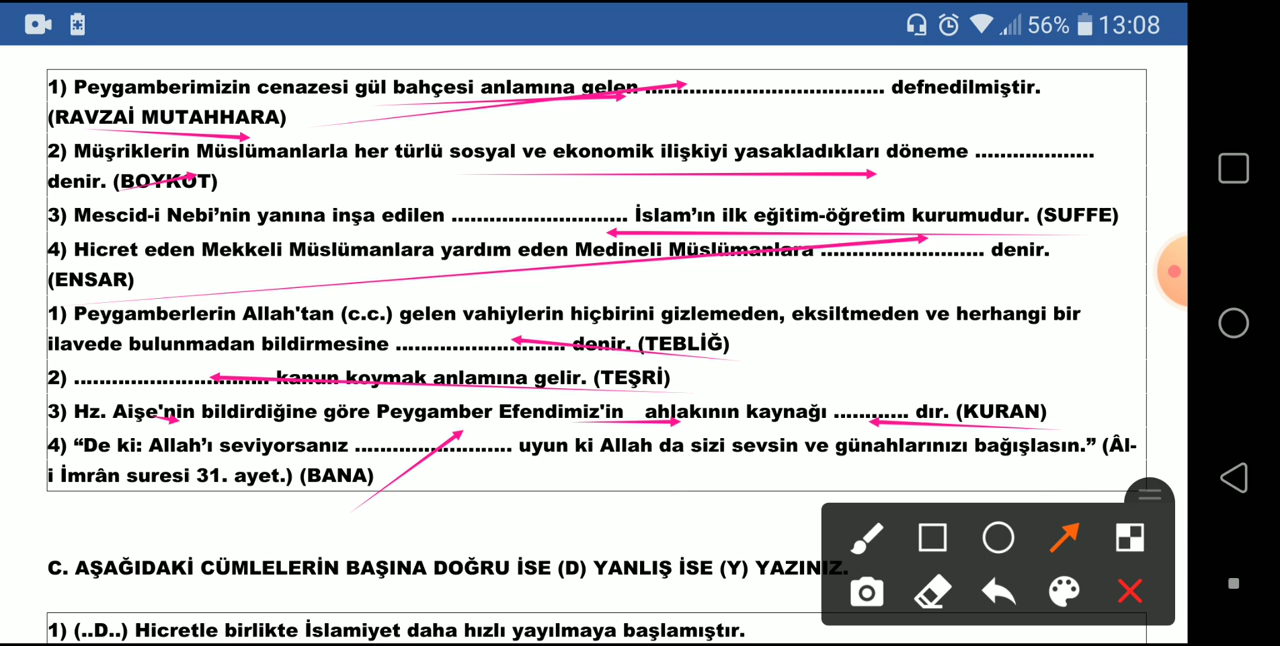 56% 13:08
1) Peygamberimizin cenazesi gül bahçesi anlamına gelen ...................................... defnedilmiştir.
(RAVZAİ MUTAHHARA)
2) Müşriklerin Müslümanlarla her türlü sosyal ve ekonomik ilişkiyi yasakladıkları döneme ...................
denir. (BOYKOT)
3) Mescid-i Nebi’nin yanına inşa edilen ............................ İslam’ın ilk eğitim-öğretim kurumudur. (SUFFE)
4) Hicret eden Mekkeli Müslümanlara yardım eden Medineli Müslümanlara .......................... denir.
(ENSAR)
1) Peygamberlerin Allah'tan (c.c.) gelen vahiylerin hiçbirini gizlemeden, eksiltmeden ve herhangi bir
ilavede bulunmadan bildirmesine ........................... denir. (TEBLİĞ)
2) ............................... kanun koymak anlamına gelir. (TEŞRİ)
3) Hz. Aişe'nin bildirdiğine göre Peygamber Efendimiz'in ahlakının kaynağı ............ dır. (KURAN)
4) “De ki: Allah’ı seviyorsanız ......................... uyun ki Allah da sizi sevsin ve günahlarınızı bağışlasın.” (Âl-
i İmrân suresi 31. ayet.) (BANA)
C. AŞAĞIDAKİ CÜMLELERİN BAŞINA DOĞRU İSE (D) YANLIŞ İSE (Y) YAZINIZ.
1) (..D..) Hicretle birlikte İslamiyet daha hızlı yayılmaya başlamıştır.